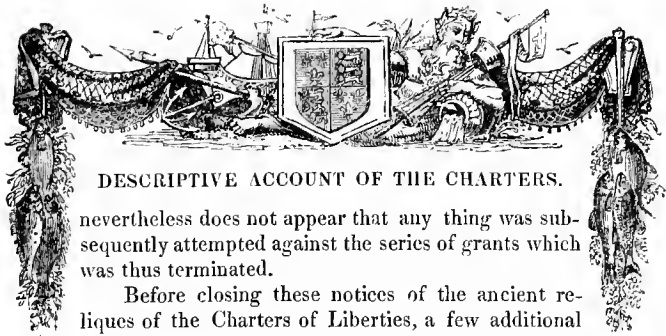 DESCRIPTIVE ACCOUNT OF THE CHARTERS.
nevertheless does not appear that any thing was sub-
sequently attempted against the series of grants which
was thus terminated.
Before closing these notices of the ancient re-
liques of the Charters of Liberties, a few additional